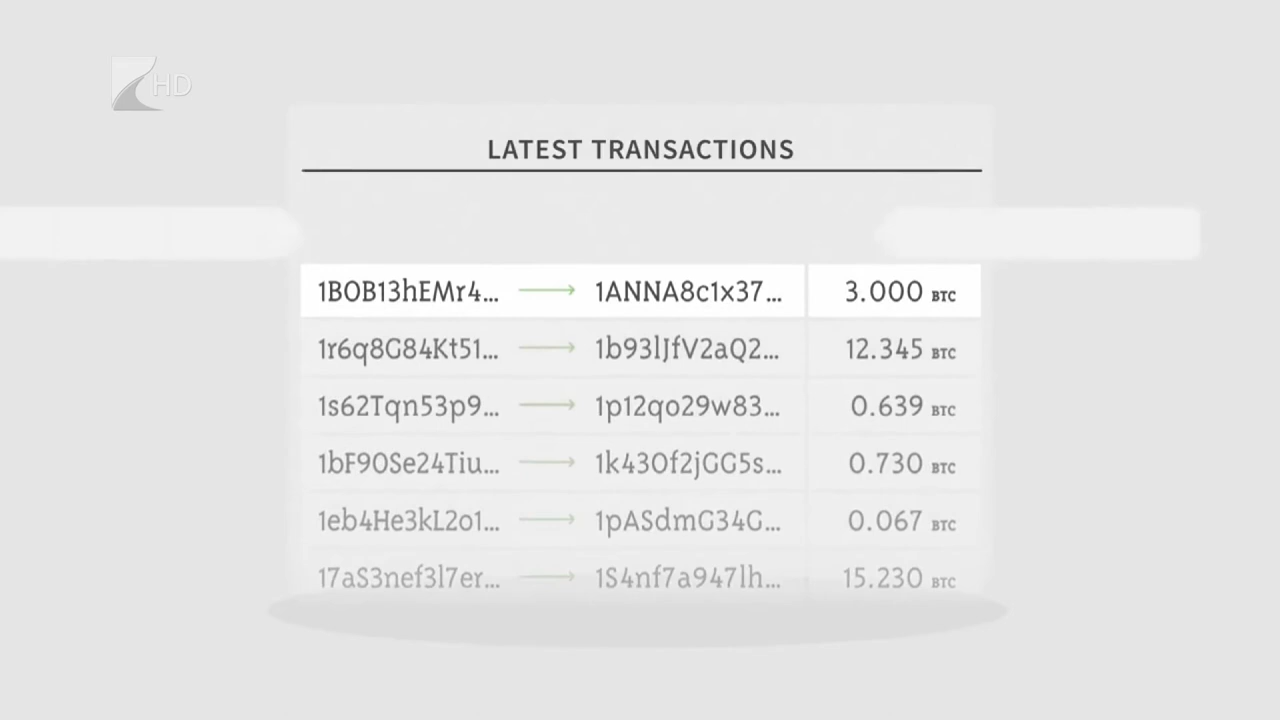 HD
LATEST TRANSACTIONS
1BOB13hEMr4... → 1ANNA8c1x37... 3.000 BTC
1r6q8G84Kt51... → 1b93lJfV2aQ2... 12.345 BTC
1s62Tqn53p9... → 1p12qo29w83... 0.639 BTC
1bF9OSe24Tiu... → 1k43Of2jGG5s... 0.730 BTC
1eb4He3kL2o1... → 1pASdmG34G... 0.067 BTC
17aS3nef3l7er... → 1S4nf7a947lh... 15.230 BTC